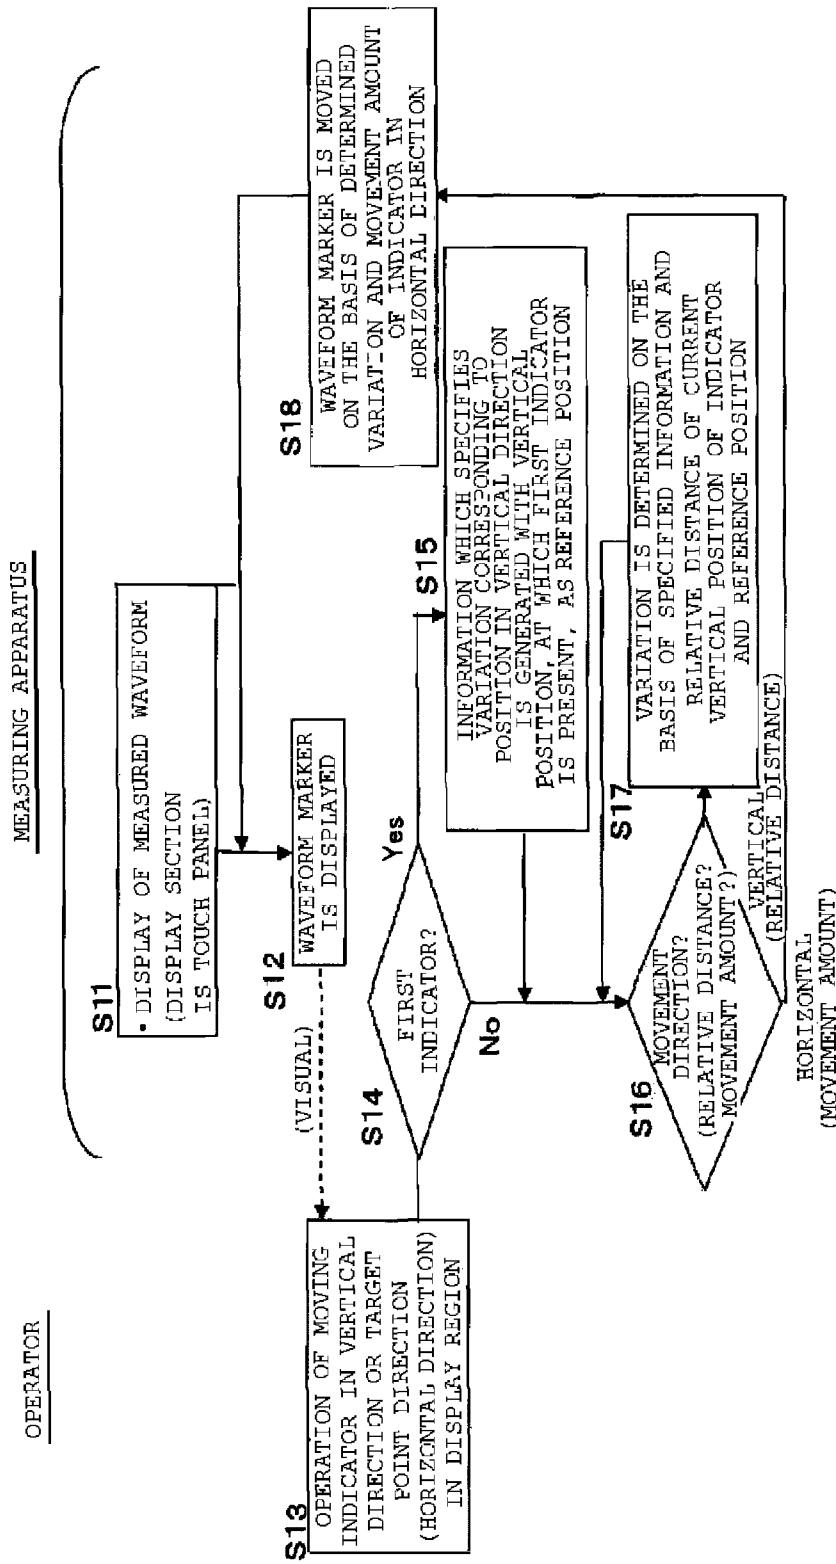 OPERATOR
MEASURING APPARATUS
S11
• DISPLAY OF MEASURED WAVEFORM
(DISPLAY SECTION
IS TOUCH PANEL)
S12
WAVEFORM MARKER
IS DISPLAYED
(VISUAL)
S13
OPERATION OF MOVING
INDICATOR IN VERTICAL
DIRECTION OR TARGET
POINT DIRECTION
(HORIZONTAL DIRECTION)
IN DISPLAY REGION
S14
FIRST
INDICATOR?
Yes
No
S15
INFORMATION WHICH SPECIFIES
VARIATION CORRESPONDING TO
POSITION IN VERTICAL DIRECTION
IS GENERATED WITH VERTICAL
POSITION, AT WHICH FIRST INDICATOR
IS PRESENT, AS REFERENCE POSITION
S16
MOVEMENT
DIRECTION?
(RELATIVE DISTANCE?
MOVEMENT AMOUNT?)
VERTICAL
(RELATIVE DISTANCE)
HORIZONTAL
(MOVEMENT AMOUNT)
S17
VARIATION IS DETERMINED ON THE
BASIS OF SPECIFIED INFORMATION AND
RELATIVE DISTANCE OF CURRENT
VERTICAL POSITION OF INDICATOR
AND REFERENCE POSITION
S18
WAVEFORM MARKER IS MOVED
ON THE BASIS OF DETERMINED
VARIATION AND MOVEMENT AMOUNT
OF INDICATOR IN
HORIZONTAL DIRECTION